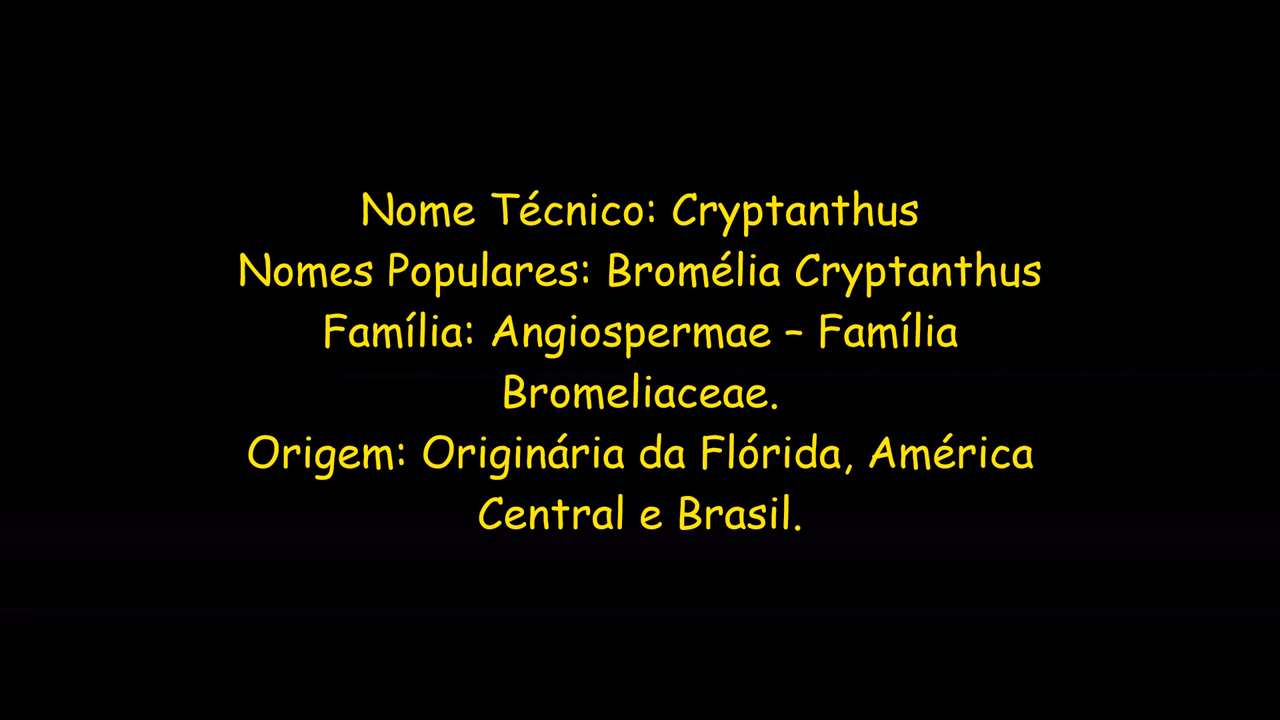 Nome Técnico: Cryptanthus
Nomes Populares: Bromélia Cryptanthus
Família: Angiospermae – Família
Bromeliaceae.
Origem: Originária da Flórida, América
Central e Brasil.